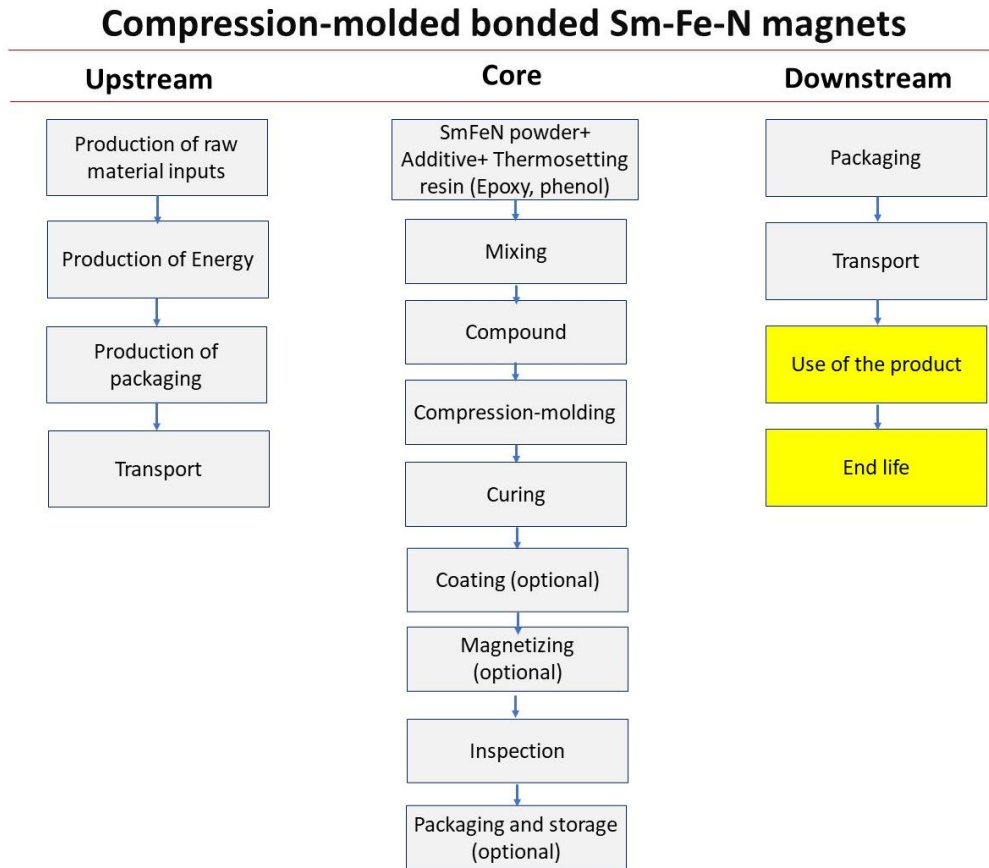 Compression-molded bonded Sm-Fe-N magnets
Upstream
Production of raw
material inputs
Production of Energy
Production of
packaging
Transport
Core
SmFeN powder+
Additive+ Thermosetting
resin (Epoxy, phenol)
Mixing
Compound
Compression-molding
Curing
Coating (optional)
Magnetizing
(optional)
Inspection
Packaging and storage
(optional)
Downstream
Packaging
Transport
Use of the product
End life